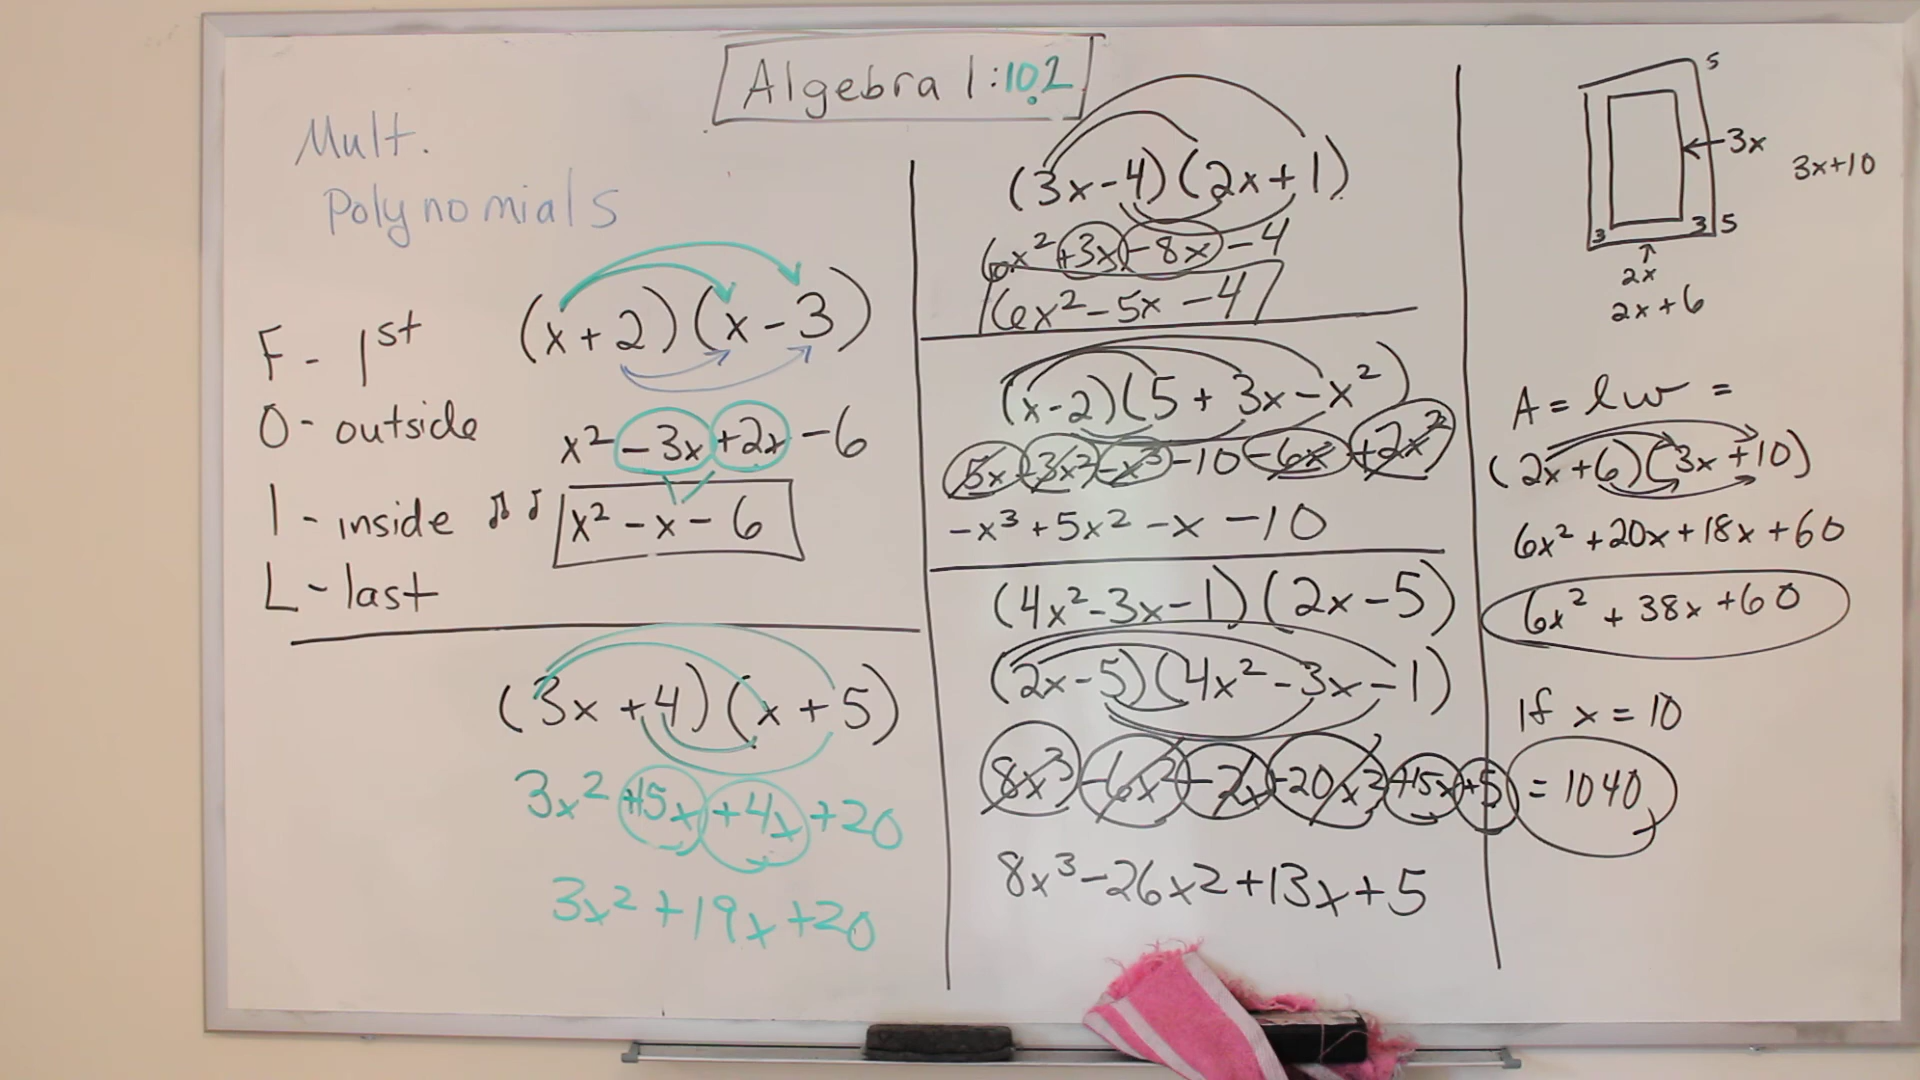 Algebra 1:10.2
Mult.
Polynomials
(x+2)(x-3)
F - 1st
O - outside
I - inside ♫ ♪
L - last
x² -3x +2x -6
x² - x - 6
(3x+4)(x+5)
3x² +15x +4x +20
3x² +19x +20
(3x-4)(2x+1)
6x² +3x -8x -4
6x² -5x -4
(x-2)(5+3x-x²)
5x +3x² -x³ -10 -6x +2x²
-x³ +5x² -x -10
(4x²-3x-1)(2x-5)
(2x-5)(4x²-3x-1)
8x³ -6x² -2x -20x² +15x +5
8x³ -26x² +13x +5
5
3x
3x+10
3 3 5
2x
2x+6
A = lw =
(2x+6)(3x+10)
6x² +20x +18x +60
6x² + 38x +60
If x = 10
= 1040